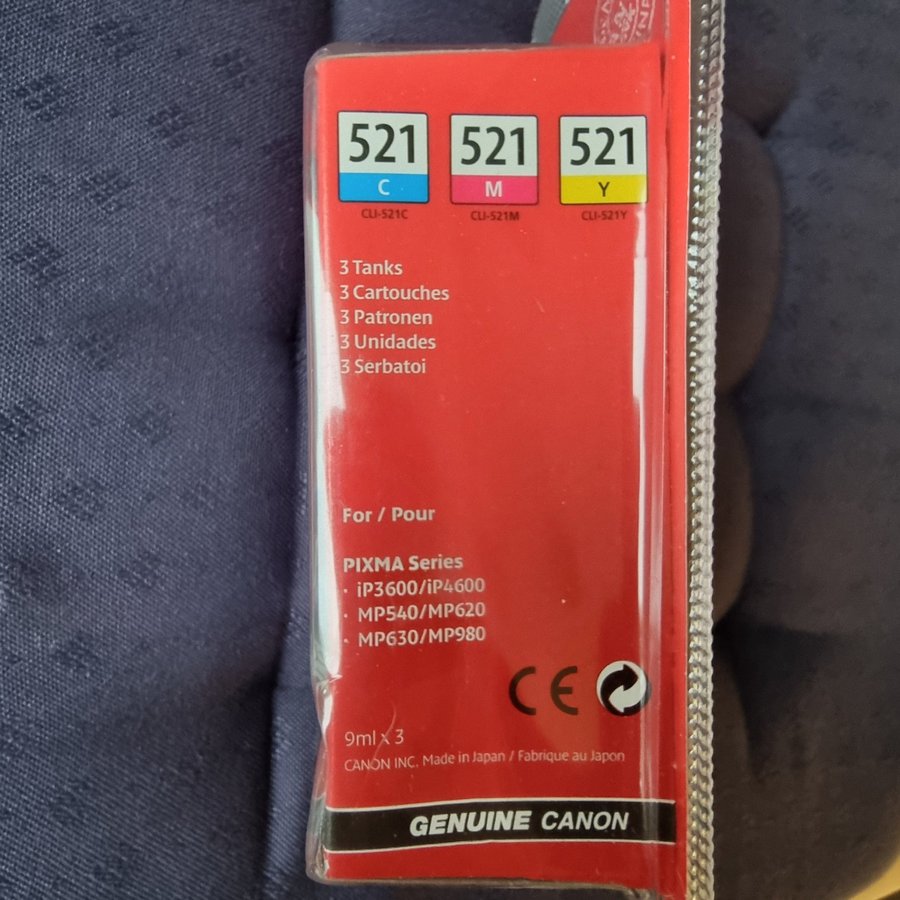 521 521 521
C M Y
CLI-521C CLI-521M CLI-521Y
3 Tanks
3 Cartouches
3 Patronen
3 Unidades
3 Serbatoi
For / Pour
PIXMA Series
· iP3600/iP4600
· MP540/MP620
· MP630/MP980
CE
9ml x 3
CANON INC. Made in Japan / Fabrique au Japon
GENUINE CANON